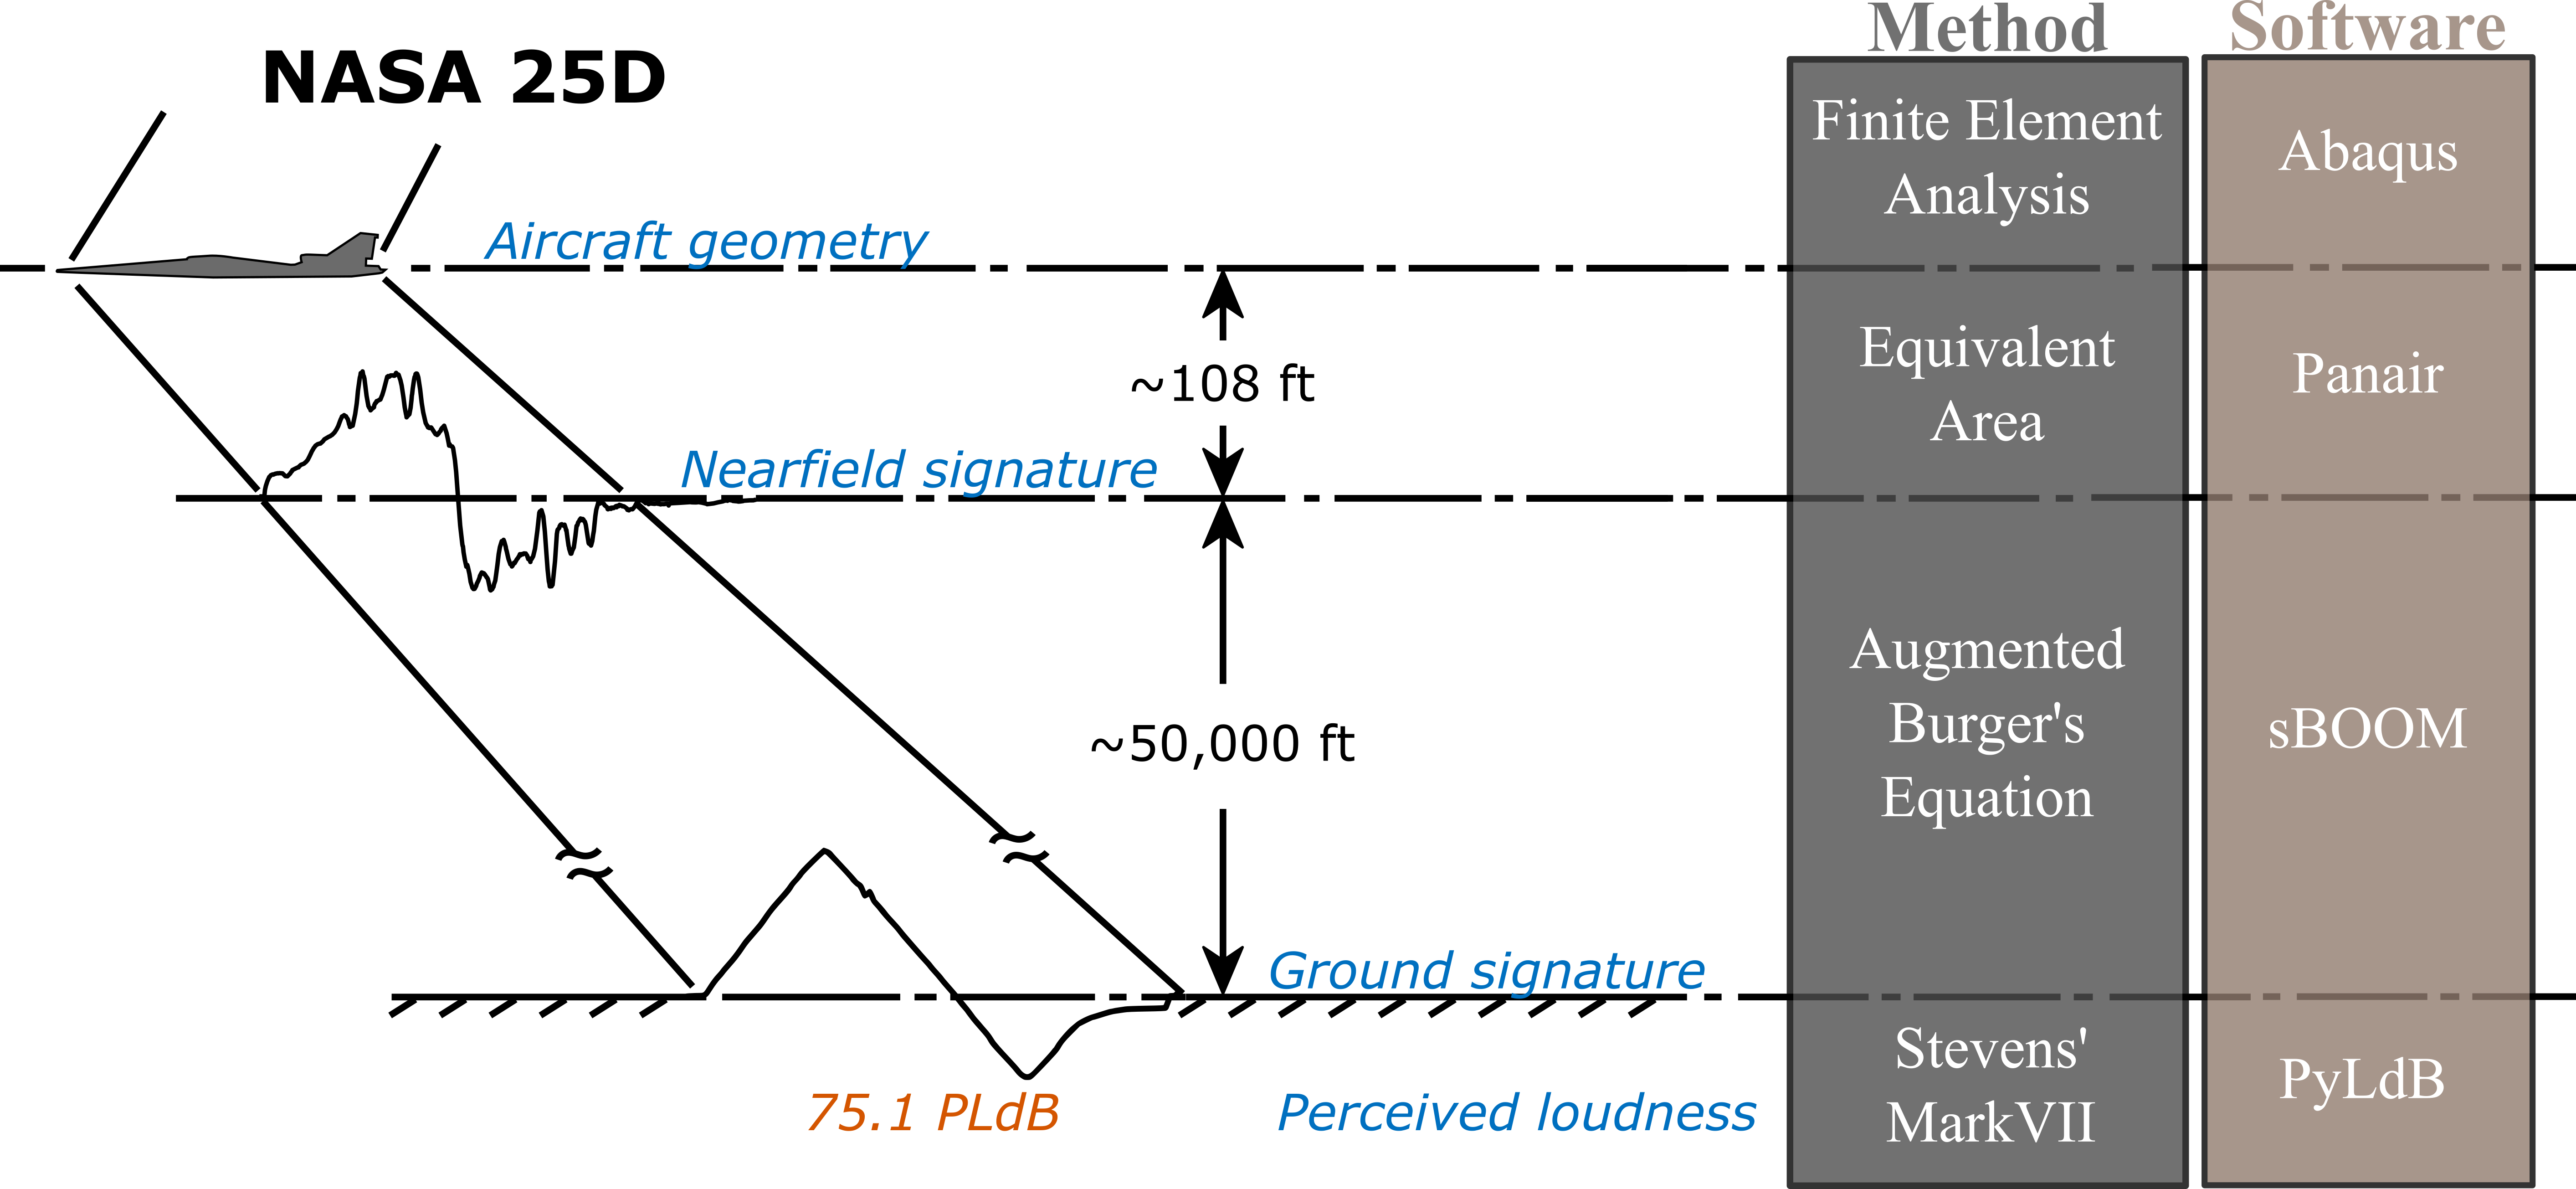 Method
Software
NASA 25D
Finite Element
Analysis
Abaqus
Aircraft geometry
~108 ft
Equivalent
Area
Panair
Nearfield signature
~50,000 ft
Augmented
Burger's
Equation
sBOOM
Ground signature
75.1 PLdB
Perceived loudness
Stevens'
MarkVII
PyLdB